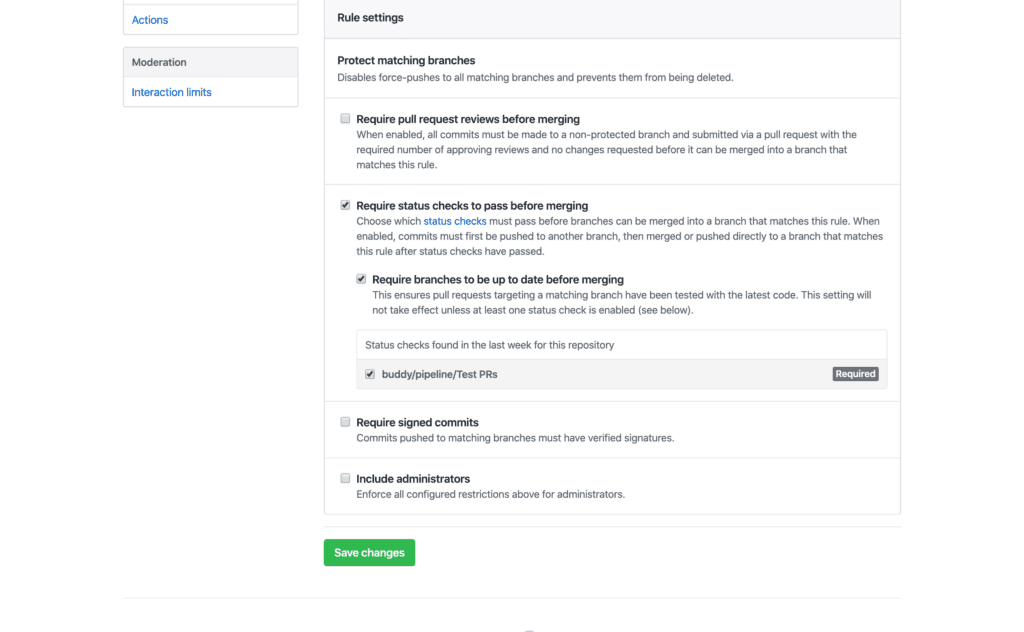 Actions
Moderation
Interaction limits
Rule settings
Protect matching branches
Disables force-pushes to all matching branches and prevents them from being deleted.
Require pull request reviews before merging
When enabled, all commits must be made to a non-protected branch and submitted via a pull request with the
required number of approving reviews and no changes requested before it can be merged into a branch that
matches this rule.
Require status checks to pass before merging
Choose which status checks must pass before branches can be merged into a branch that matches this rule. When
enabled, commits must first be pushed to another branch, then merged or pushed directly to a branch that matches
this rule after status checks have passed.
Require branches to be up to date before merging
This ensures pull requests targeting a matching branch have been tested with the latest code. This setting will
not take effect unless at least one status check is enabled (see below).
Status checks found in the last week for this repository
buddy/pipeline/Test PRs Required
Require signed commits
Commits pushed to matching branches must have verified signatures.
Include administrators
Enforce all configured restrictions above for administrators.
Save changes